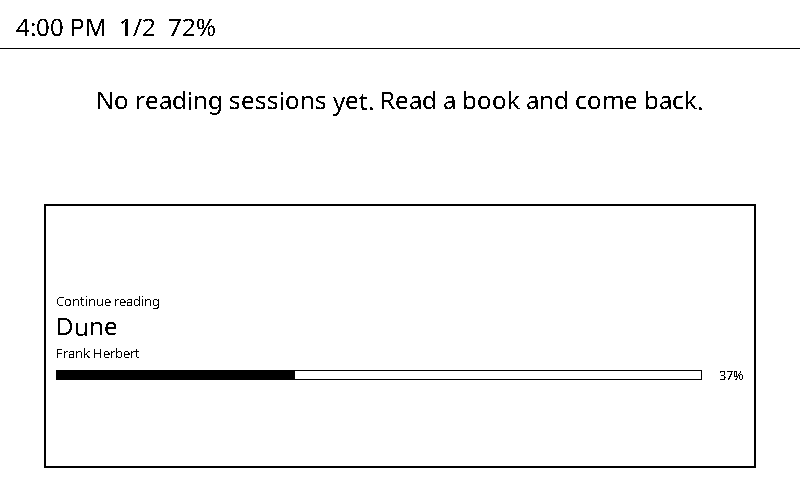 4:00 PM 1/2 72%
No reading sessions yet. Read a book and come back.
Continue reading
Dune
Frank Herbert
37%